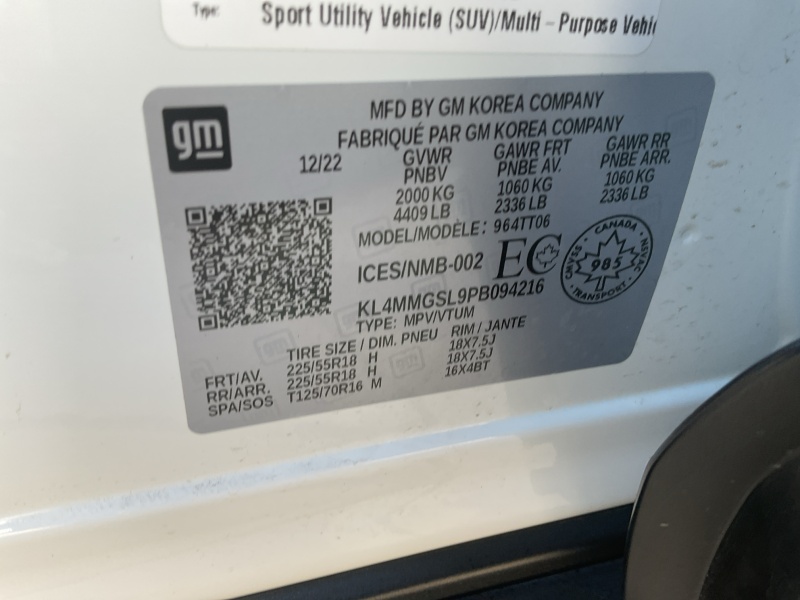 Type: Sport Utility Vehicle (SUV)/Multi - Purpose Vehic
gm
MFD BY GM KOREA COMPANY
FABRIQUÉ PAR GM KOREA COMPANY
12/22
GVWR GAWR FRT GAWR RR
PNBV PNBE AV. PNBE ARR.
2000 KG 1060 KG 1060 KG
4409 LB 2336 LB 2336 LB
MODEL/MODÈLE: 964TT06
ICES/NMB-002 EC
CANADA
CMVSS 985 NSVAC
TRANSPORT
KL4MMGSL9PB094216
TYPE: MPV/VTUM
TIRE SIZE / DIM. PNEU RIM / JANTE
FRT/AV. 225/55R18 H 18X7.5J
RR/ARR. 225/55R18 H 18X7.5J
SPA/SOS T125/70R16 M 16X4BT